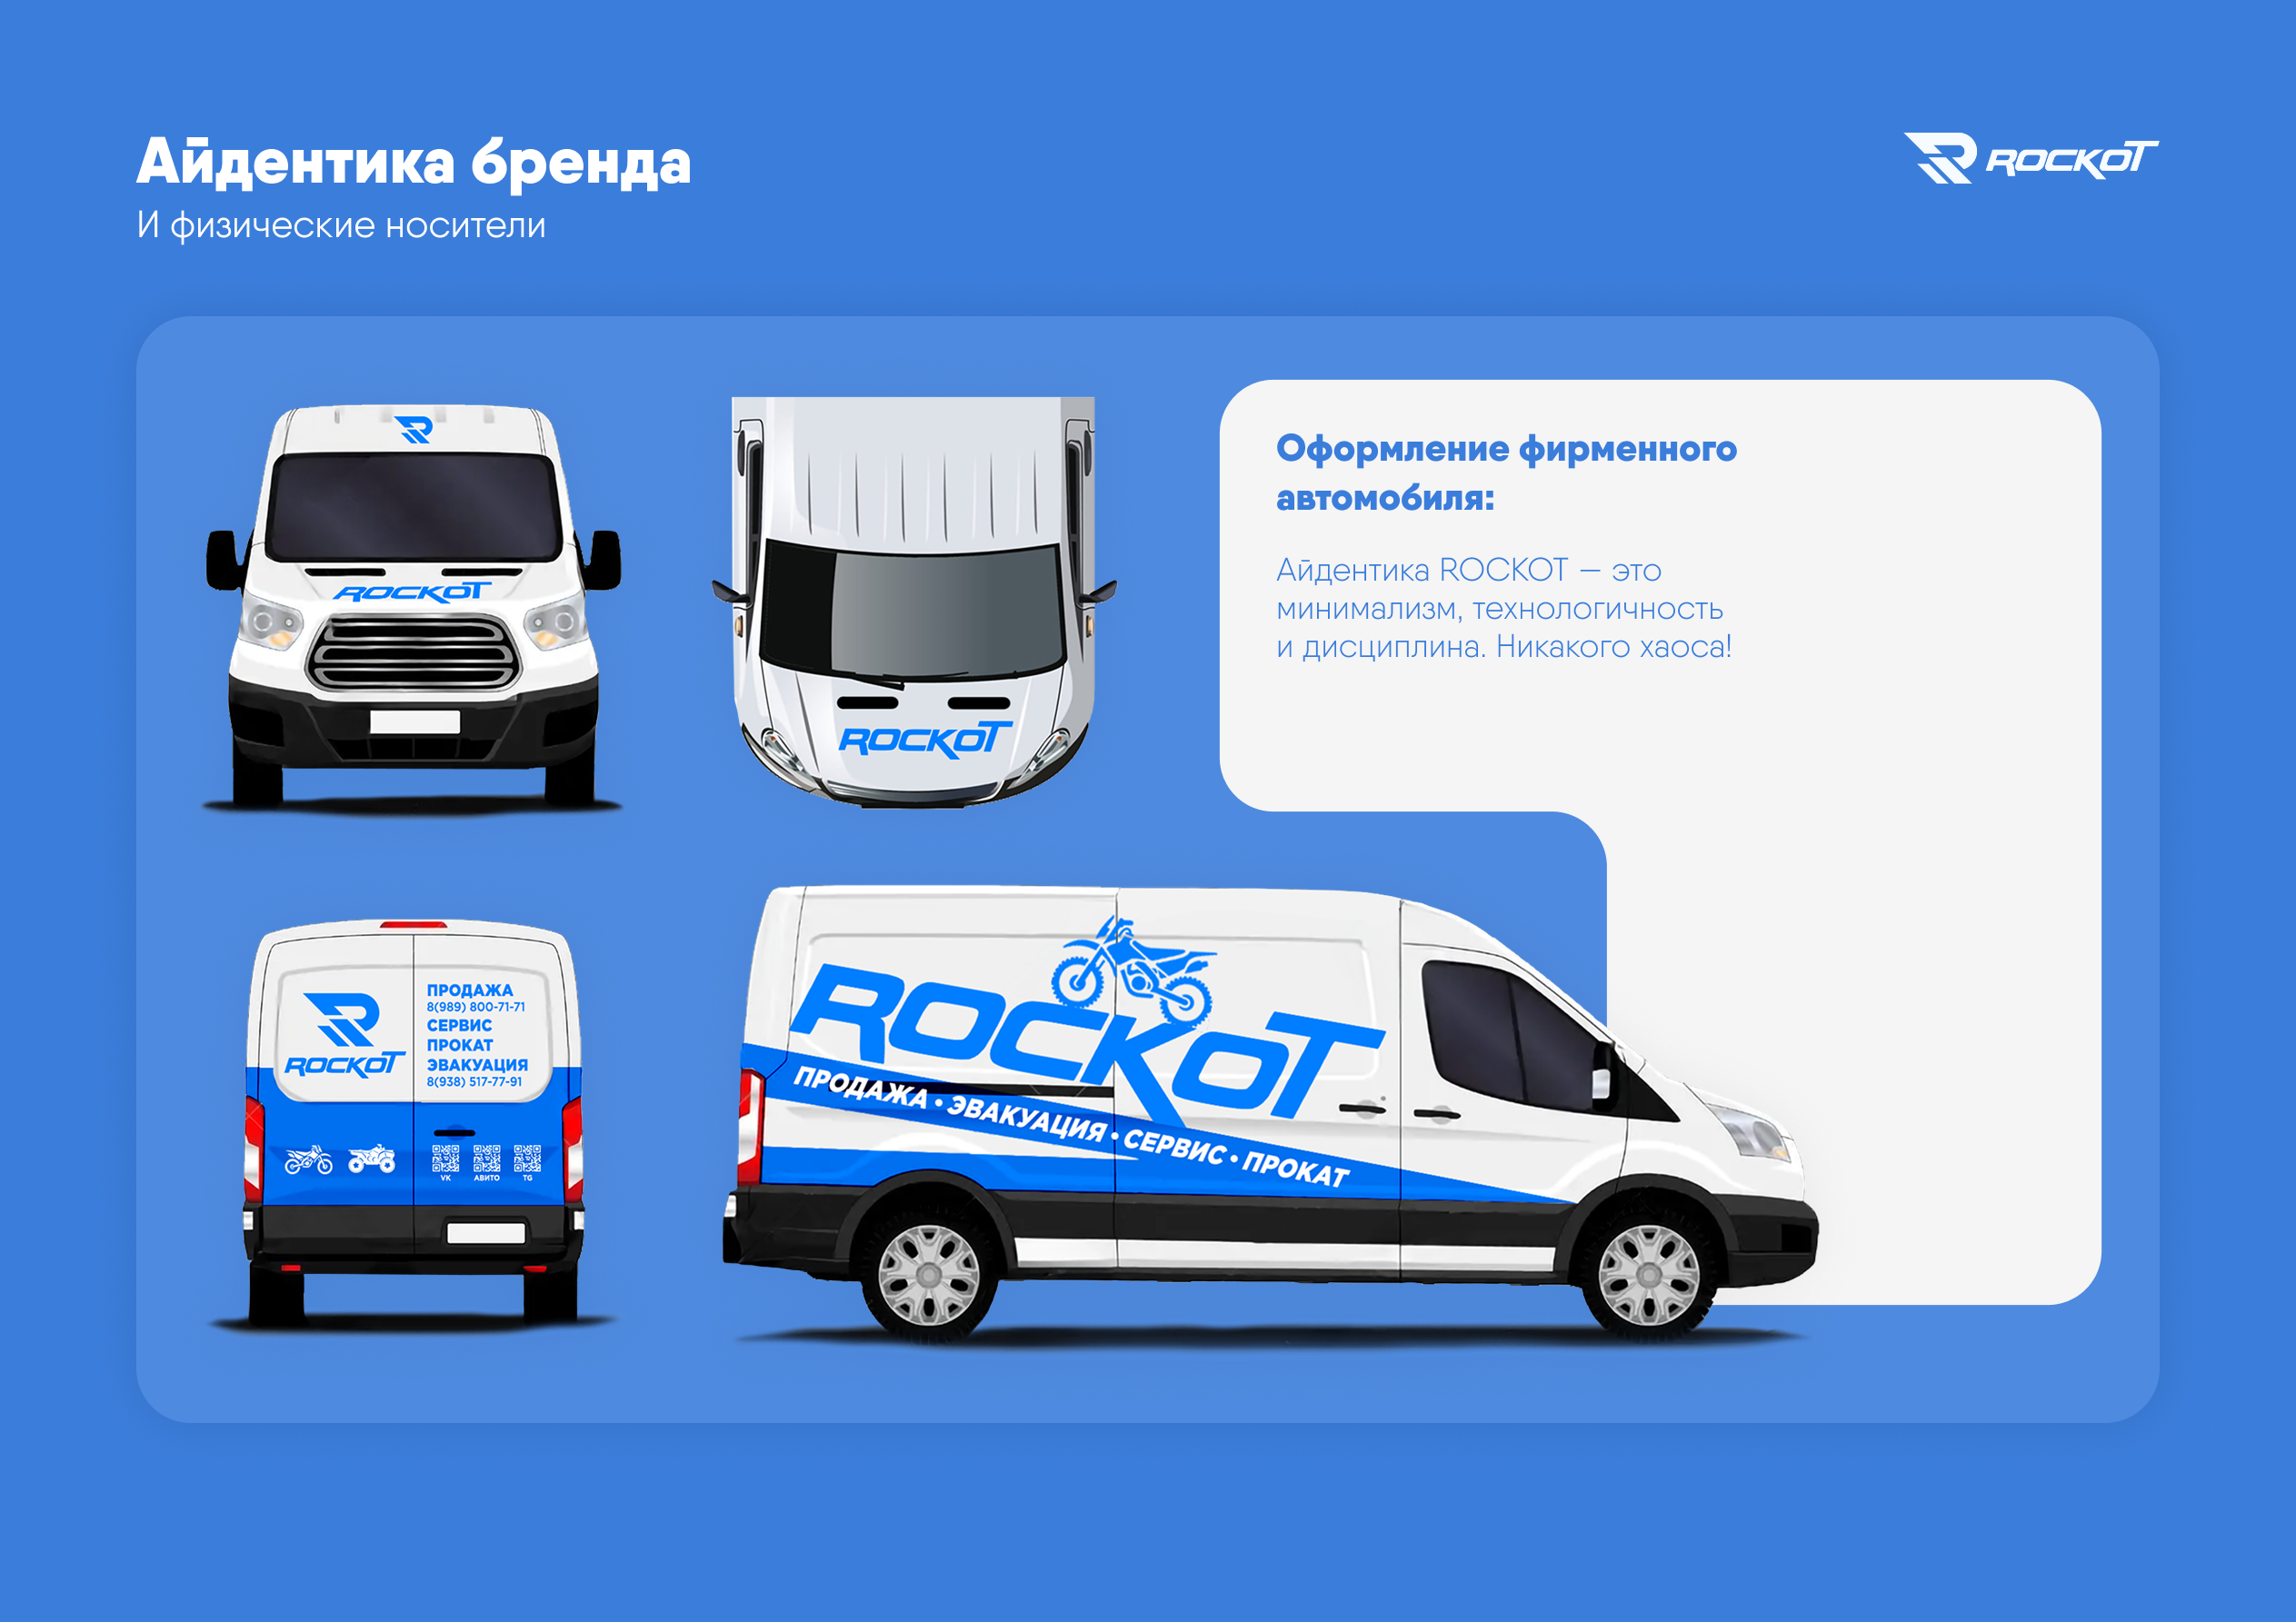 Айдентика бренда
И физические носители
ROCKOT
ROCKOT
ROCKOT
Оформление фирменного
автомобиля:
Айдентика ROCKOT — это
минимализм, технологичность
и дисциплина. Никакого хаоса!
ROCKOT
ПРОДАЖА
8(989) 800-71-71
СЕРВИС
ПРОКАТ
ЭВАКУАЦИЯ
8(938) 517-77-91
VK АВИТО TG
ROCKOT
ПРОДАЖА • ЭВАКУАЦИЯ • СЕРВИС • ПРОКАТ